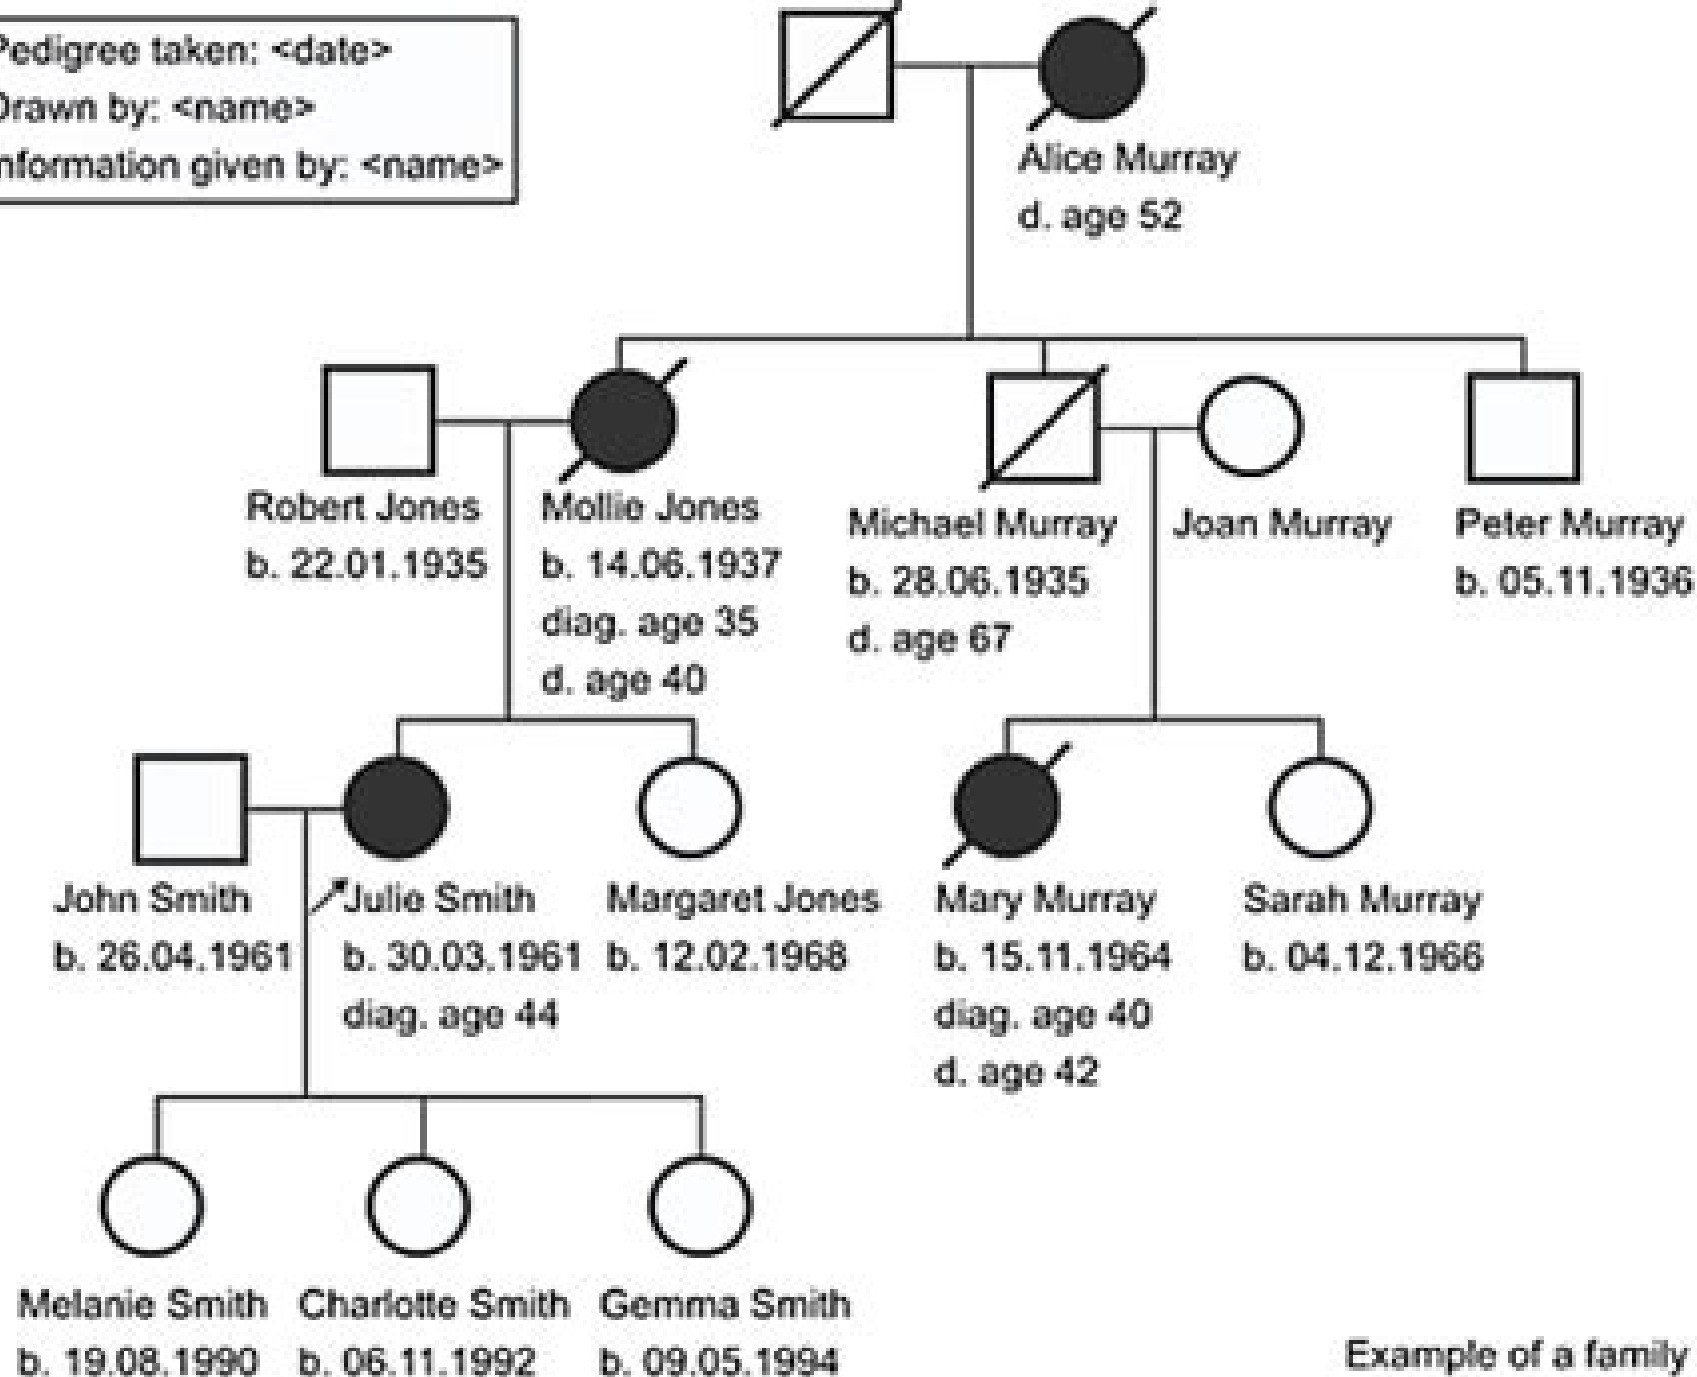 Pedigree taken: <date>
Drawn by: <name>
Information given by: <name>
Alice Murray
d. age 52
Robert Jones
b. 22.01.1935
Mollie Jones
b. 14.06.1937
diag. age 35
d. age 40
Michael Murray
b. 28.06.1935
d. age 67
Joan Murray
Peter Murray
b. 05.11.1936
John Smith
b. 26.04.1961
Julie Smith
b. 30.03.1961
diag. age 44
Margaret Jones
b. 12.02.1968
Mary Murray
b. 15.11.1964
diag. age 40
d. age 42
Sarah Murray
b. 04.12.1966
Melanie Smith
b. 19.08.1990
Charlotte Smith
b. 06.11.1992
Gemma Smith
b. 09.05.1994
Example of a family